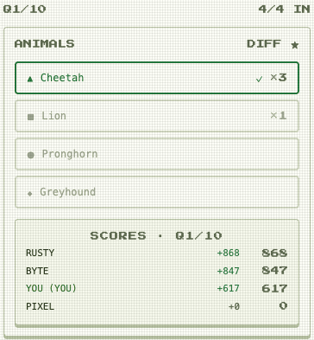 Q1/10 4/4 IN
ANIMALS DIFF ★
▲ Cheetah ✓ ×3
■ Lion ×1
● Pronghorn
◆ Greyhound
SCORES · Q1/10
RUSTY +868 868
BYTE +847 847
YOU (YOU) +617 617
PIXEL +0 0